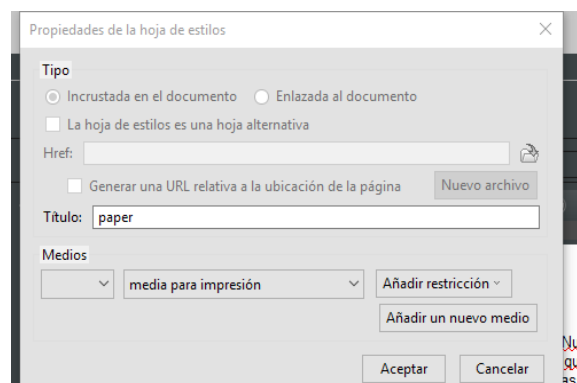 Propiedades de la hoja de estilos
Tipo
Incrustada en el documento Enlazada al documento
La hoja de estilos es una hoja alternativa
Href:
Generar una URL relativa a la ubicación de la página Nuevo archivo
Título: paper
Medios
media para impresión Añadir restricción
Añadir un nuevo medio
Aceptar Cancelar